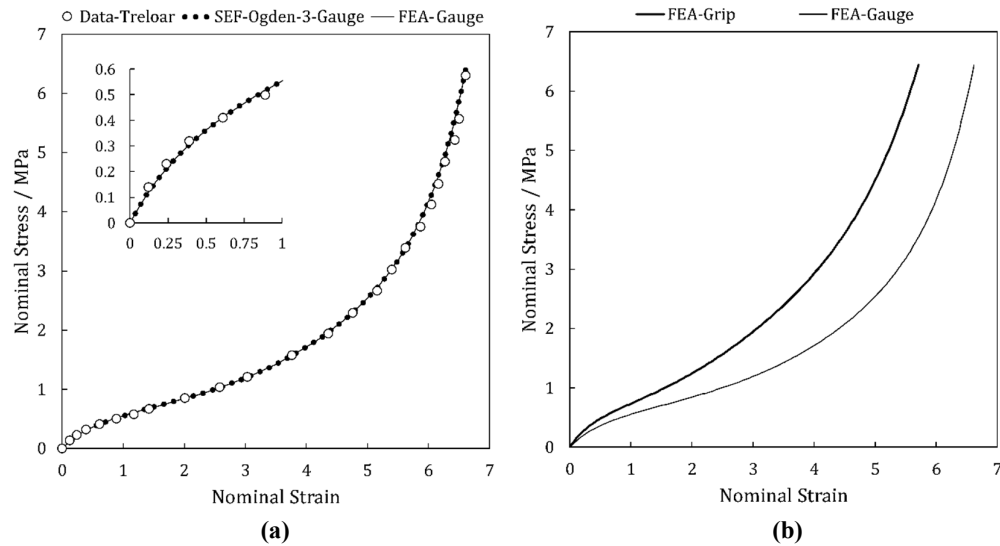 Data-Treloar SEF-Ogden-3-Gauge FEA-Gauge
7
6
5
4
3
2
1
0
Nominal Stress / MPa
0.6
0.5
0.4
0.3
0.2
0.1
0
0 0.25 0.5 0.75 1
0 1 2 3 4 5 6 7
Nominal Strain
(a)
FEA-Grip FEA-Gauge
7
6
5
4
3
2
1
0
Nominal Stress / MPa
0 1 2 3 4 5 6 7
Nominal Strain
(b)